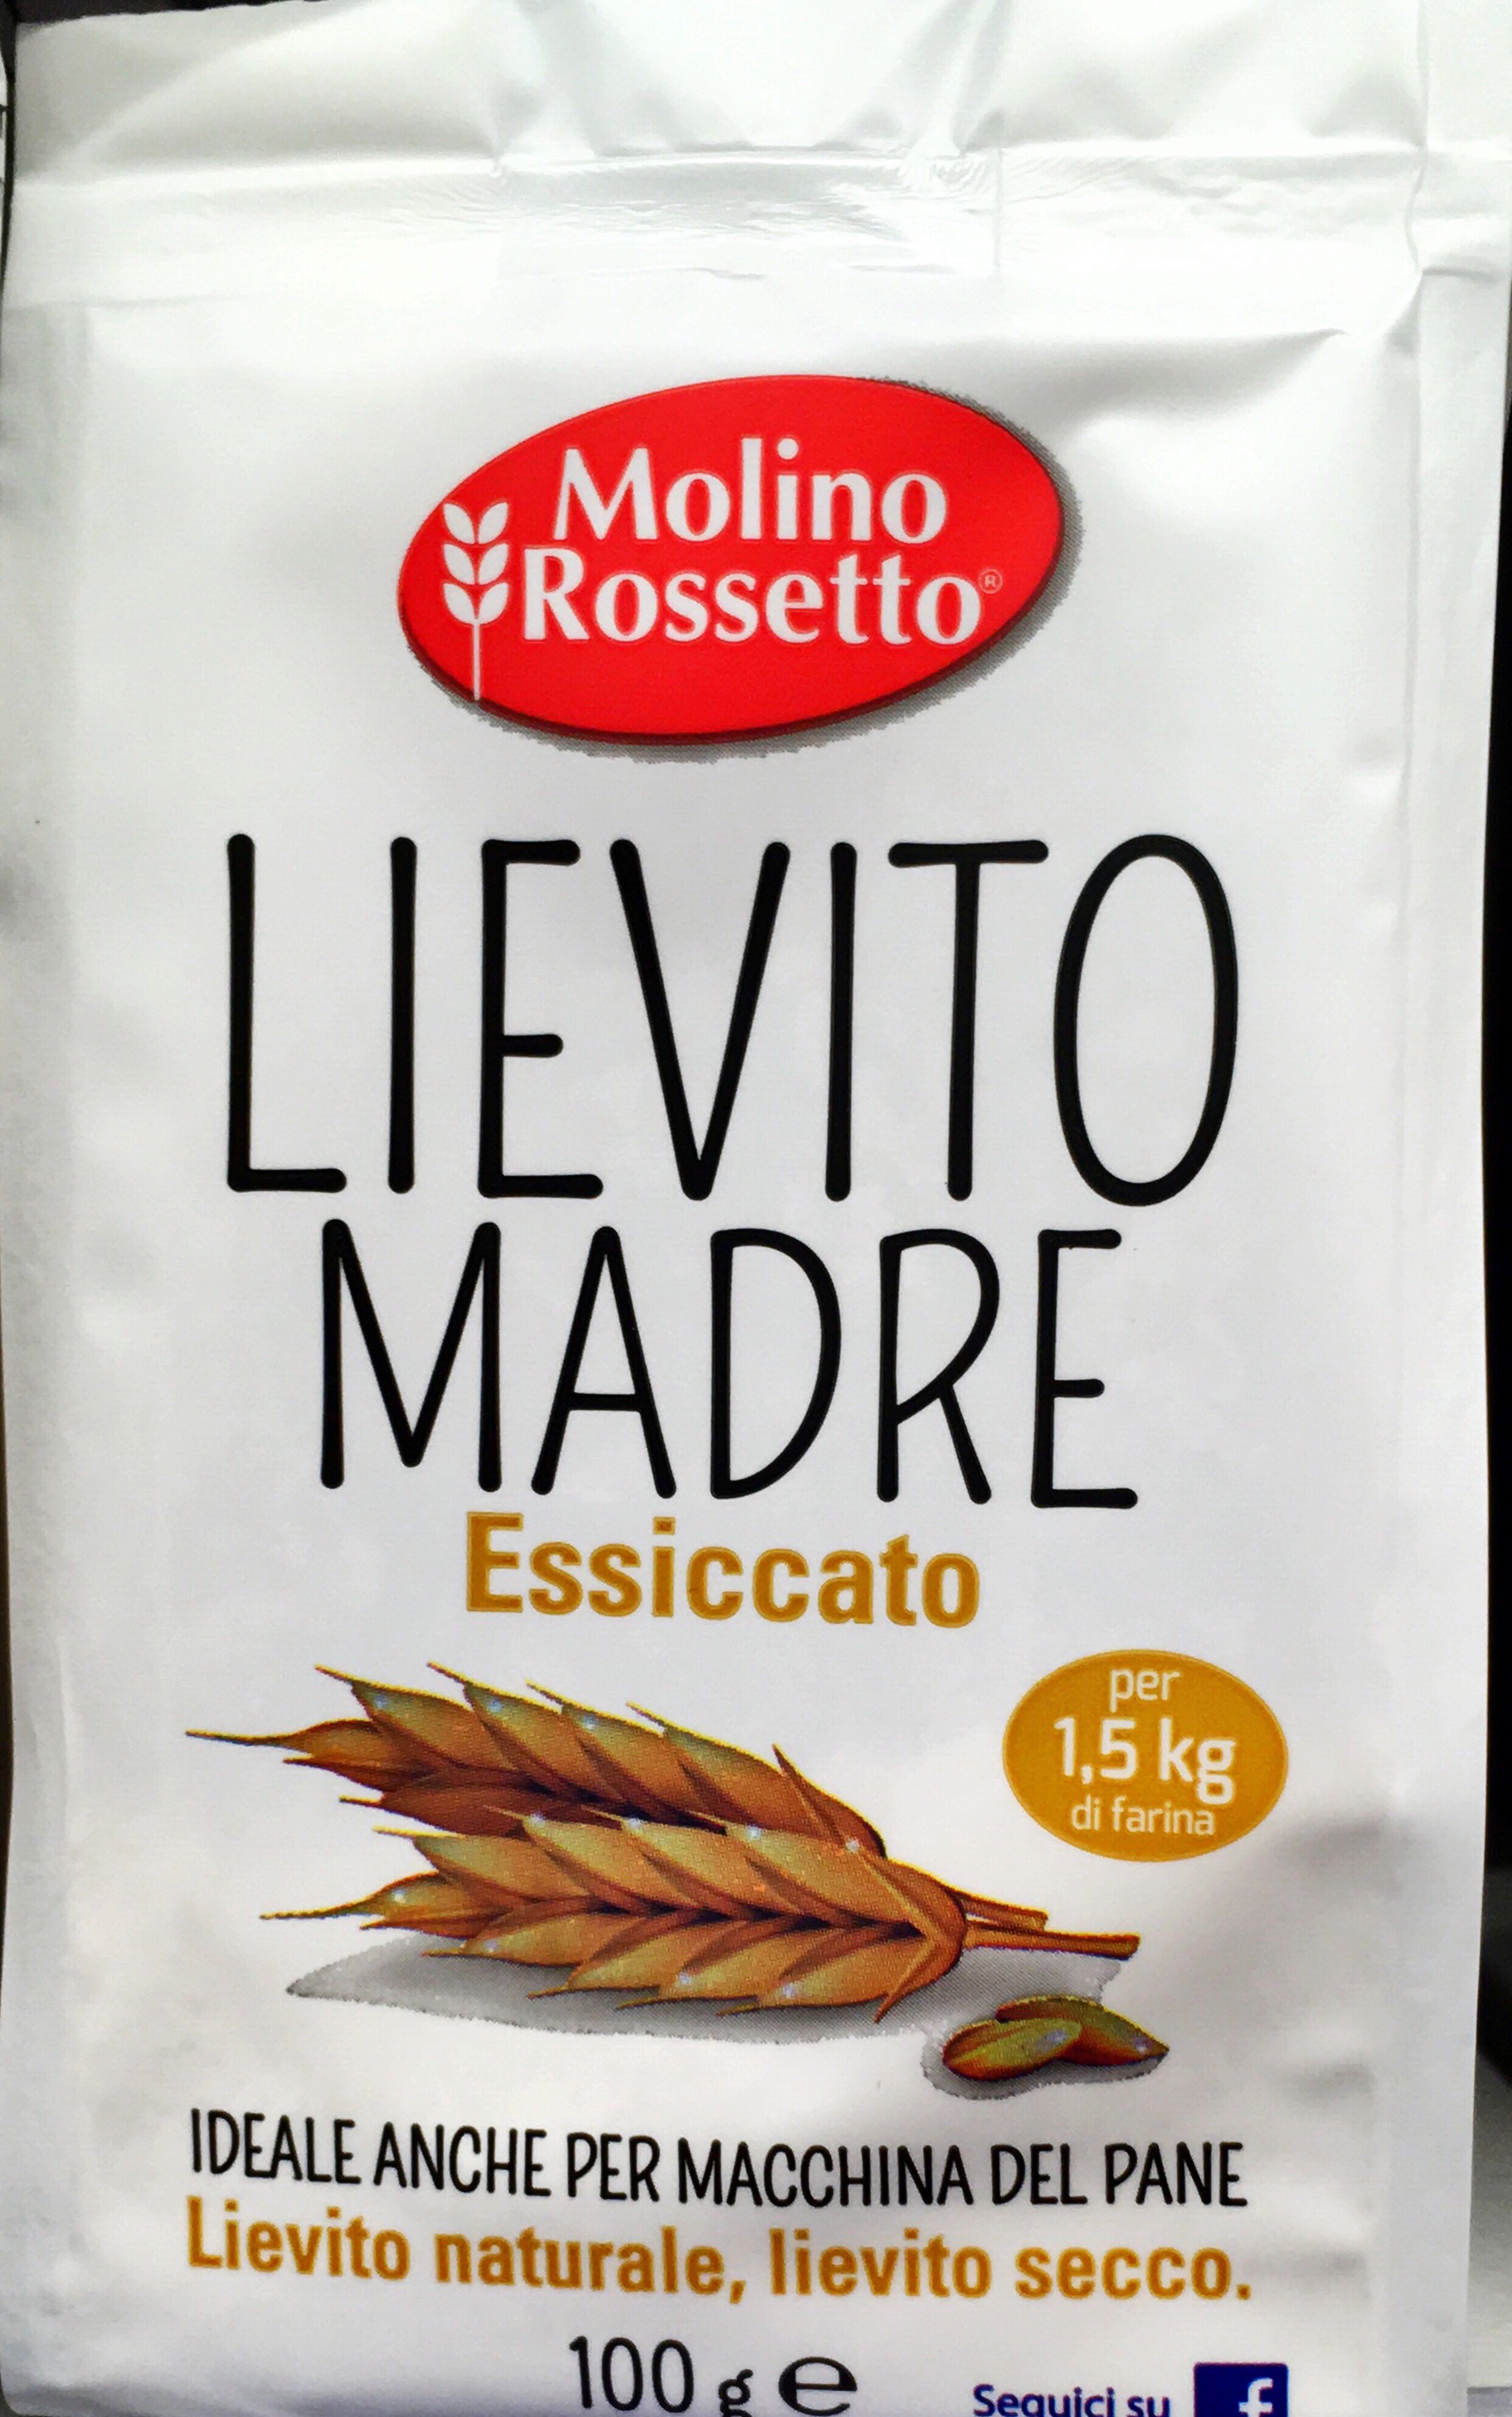 Molino
Rossetto®
LIEVITO
MADRE
Essiccato
per
1,5 kg
di farina
IDEALE ANCHE PER MACCHINA DEL PANE
Lievito naturale, lievito secco.
100 g ℮
Seguici su f